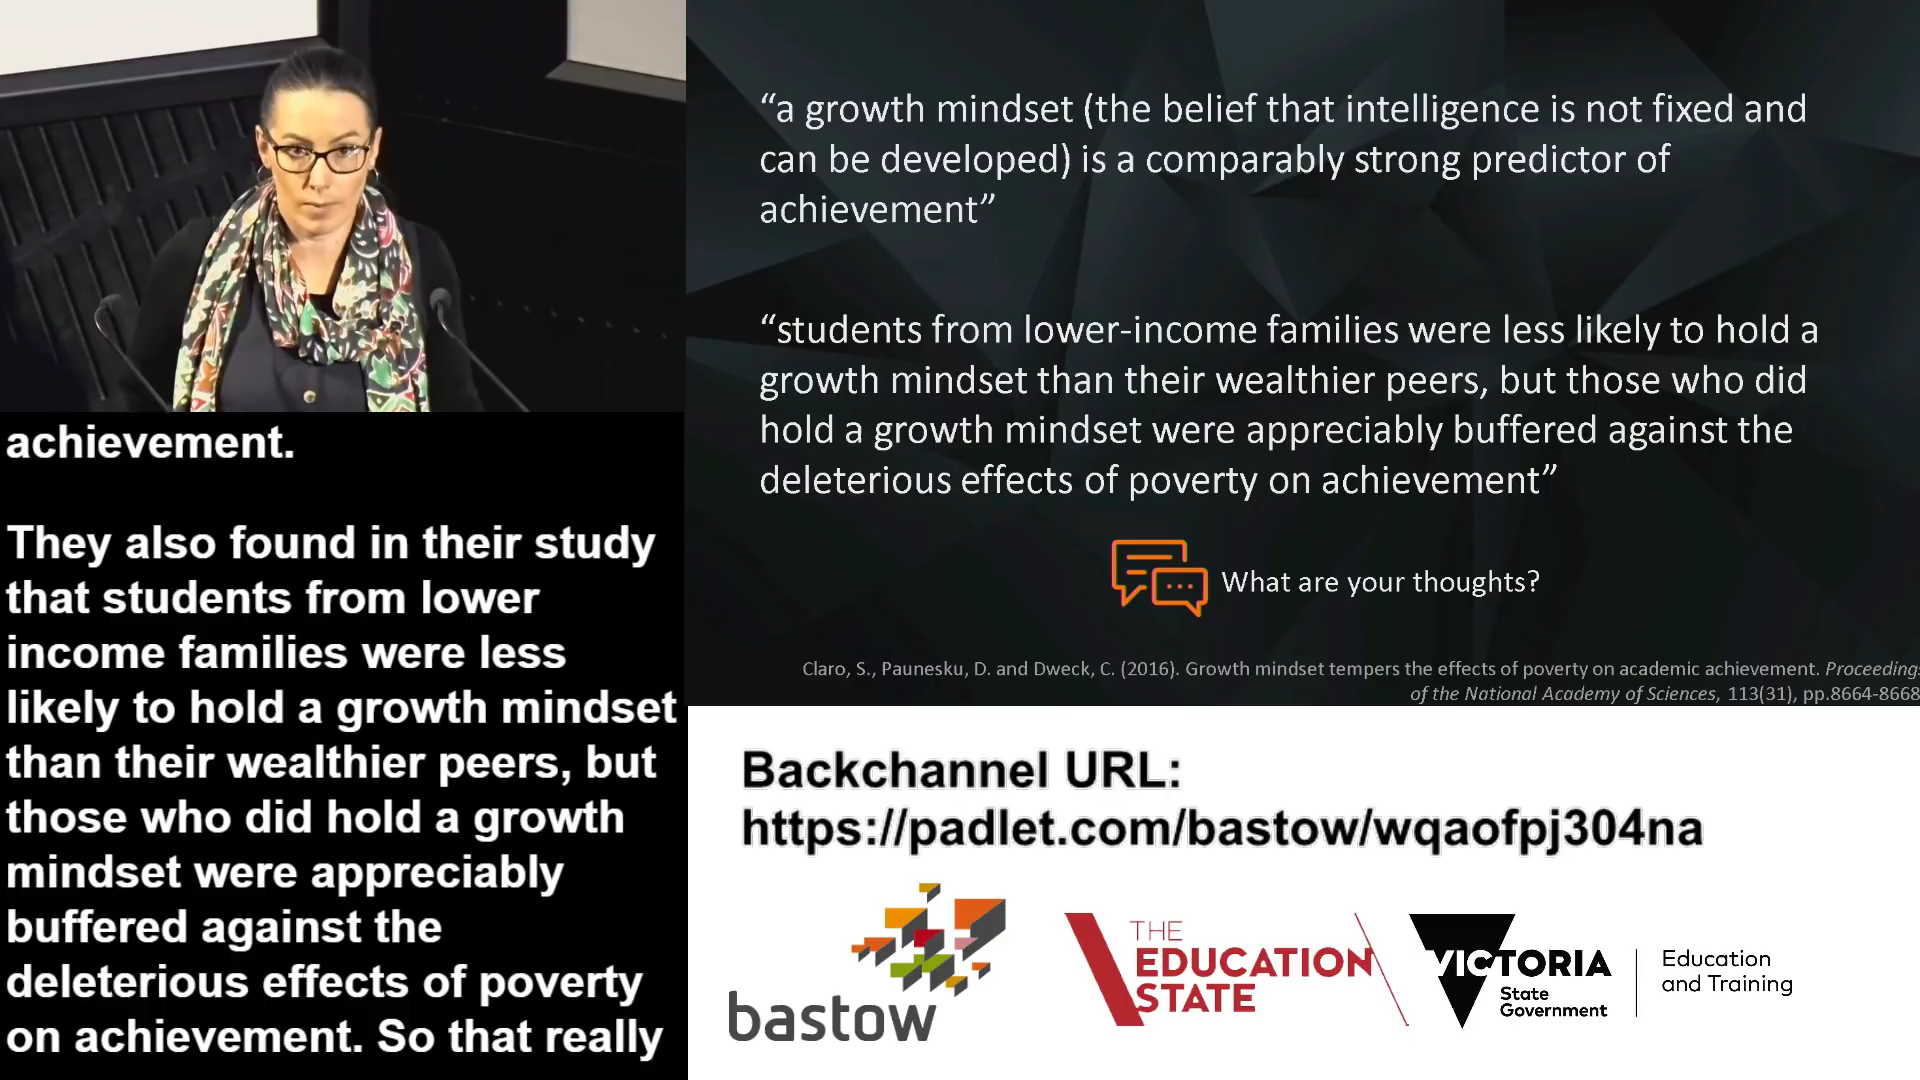 achievement.
They also found in their study
that students from lower
income families were less
likely to hold a growth mindset
than their wealthier peers, but
those who did hold a growth
mindset were appreciably
buffered against the
deleterious effects of poverty
on achievement. So that really
“a growth mindset (the belief that intelligence is not fixed and
can be developed) is a comparably strong predictor of
achievement”
“students from lower-income families were less likely to hold a
growth mindset than their wealthier peers, but those who did
hold a growth mindset were appreciably buffered against the
deleterious effects of poverty on achievement”
What are your thoughts?
Claro, S., Paunesku, D. and Dweck, C. (2016). Growth mindset tempers the effects of poverty on academic achievement. Proceedings
of the National Academy of Sciences, 113(31), pp.8664-8668
Backchannel URL:
https://padlet.com/bastow/wqaofpj304na
bastow
THE
EDUCATION
STATE
VICTORIA
State
Government
Education
and Training